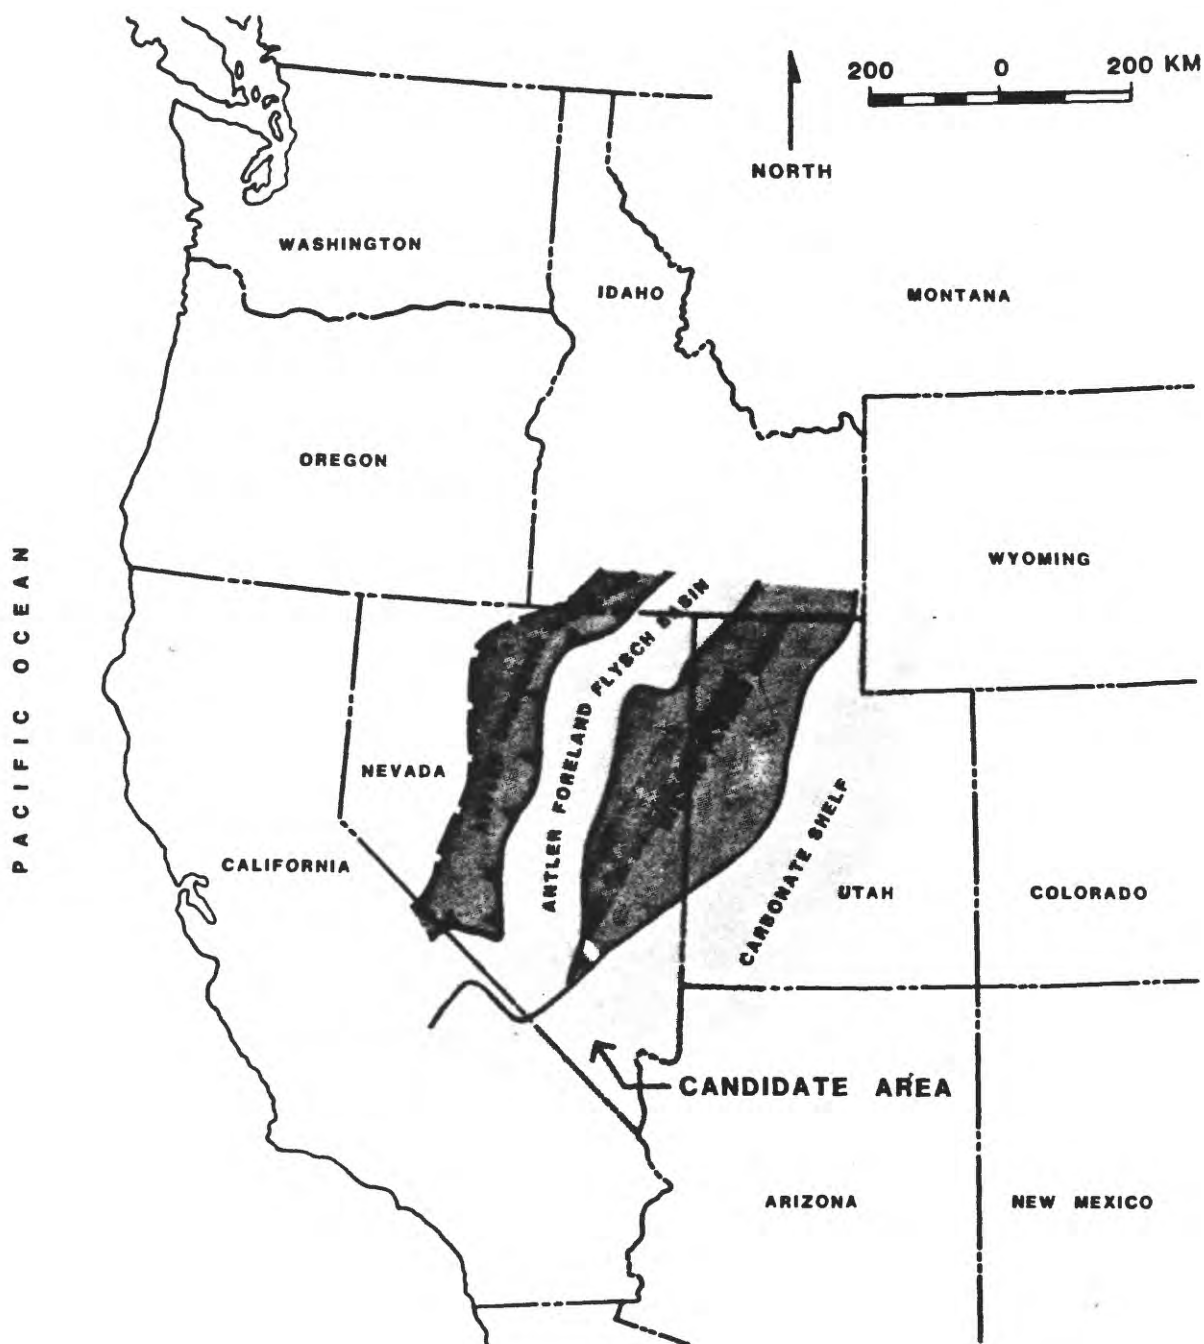 200 0 200 KM
NORTH
WASHINGTON
IDAHO
MONTANA
OREGON
WYOMING
PACIFIC OCEAN
ANTLER FORELAND FLYSCH BASIN
NEVADA
CARBONATE SHELF
CALIFORNIA
UTAH
COLORADO
CANDIDATE AREA
ARIZONA
NEW MEXICO